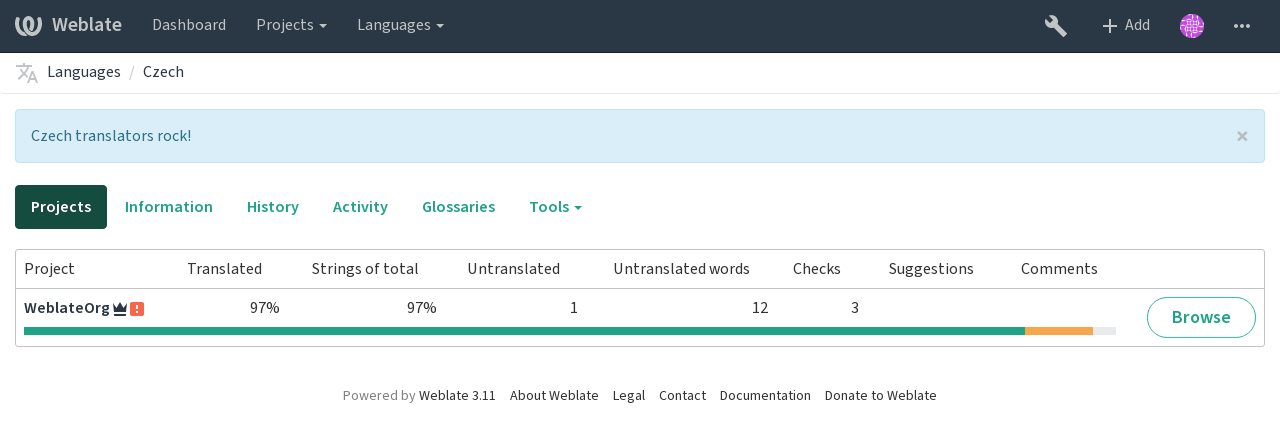 Weblate Dashboard Projects Languages Add
Languages / Czech
Czech translators rock! ×
Projects Information History Activity Glossaries Tools
Project Translated Strings of total Untranslated Untranslated words Checks Suggestions Comments
WeblateOrg 97% 97% 1 12 3 Browse
Powered by Weblate 3.11 About Weblate Legal Contact Documentation Donate to Weblate